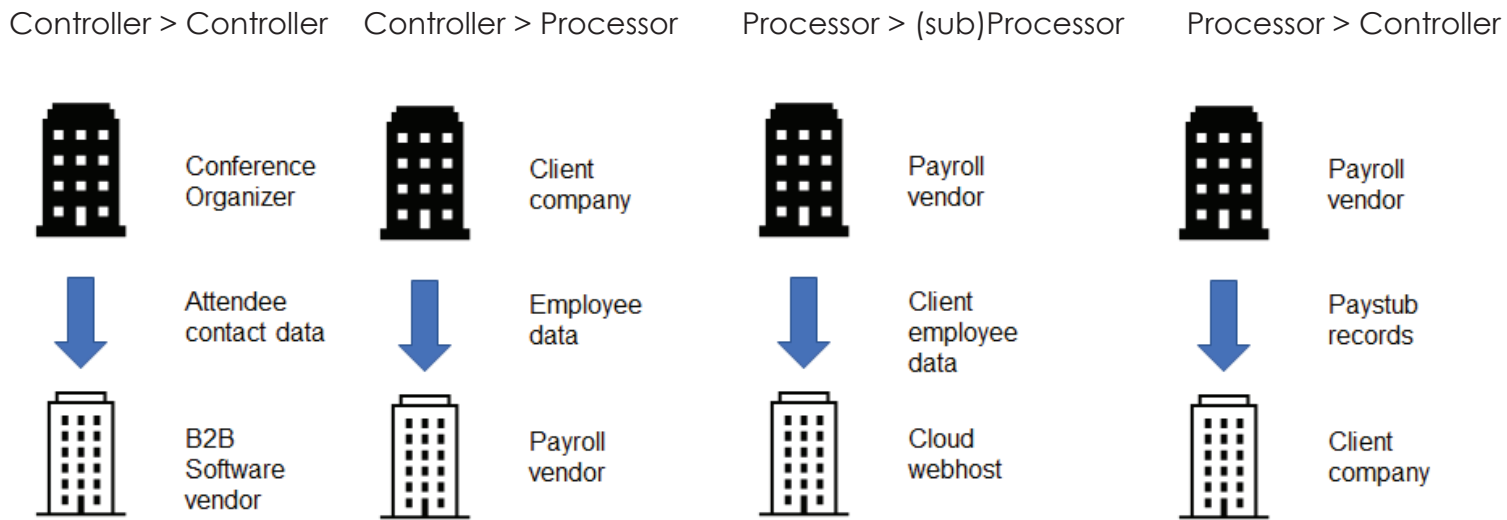 Controller > Controller
Conference
Organizer
Attendee
contact data
B2B
Software
vendor
Controller > Processor
Client
company
Employee
data
Payroll
vendor
Processor > (sub)Processor
Payroll
vendor
Client
employee
data
Cloud
webhost
Processor > Controller
Payroll
vendor
Paystub
records
Client
company